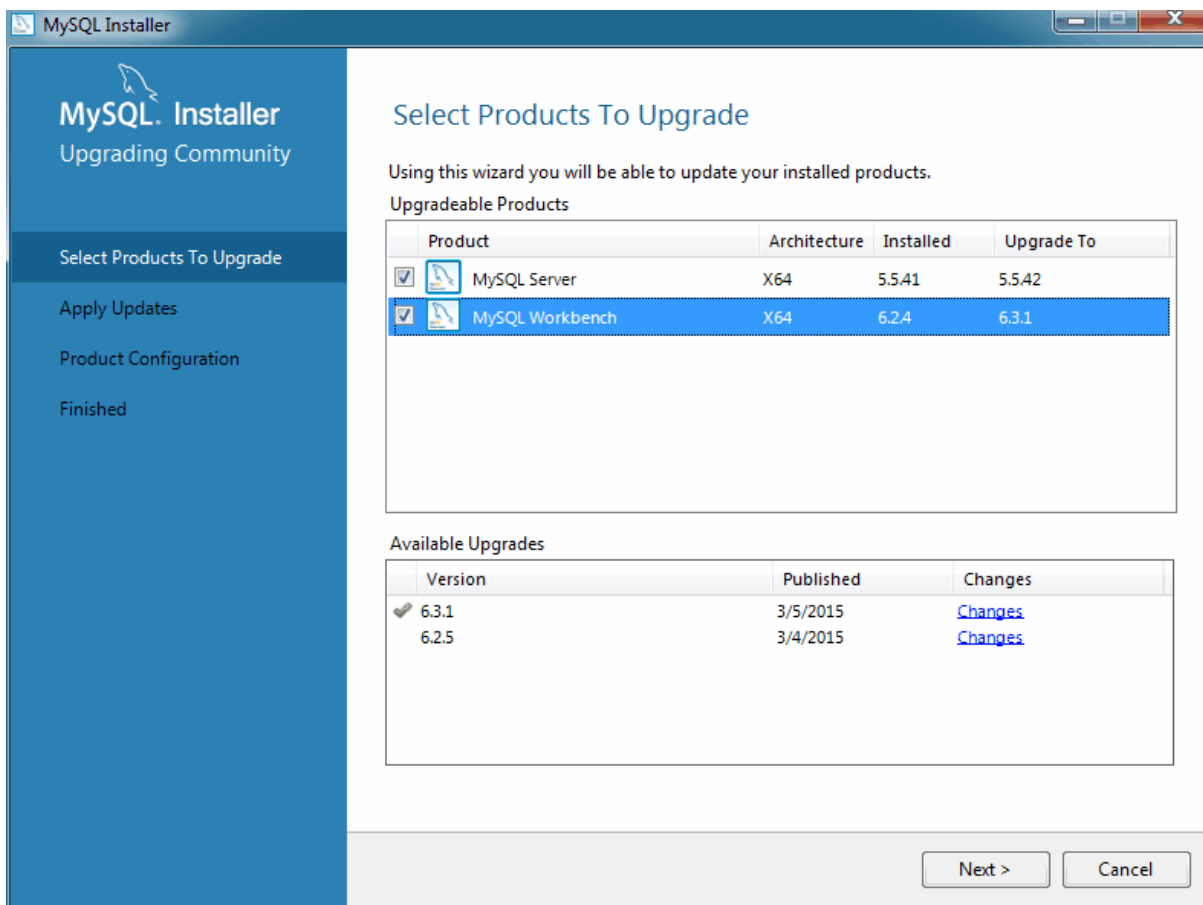 MySQL Installer
MySQL. Installer
Upgrading Community
Select Products To Upgrade
Apply Updates
Product Configuration
Finished
Select Products To Upgrade
Using this wizard you will be able to update your installed products.
Upgradeable Products
Product Architecture Installed Upgrade To
MySQL Server X64 5.5.41 5.5.42
MySQL Workbench X64 6.2.4 6.3.1
Available Upgrades
Version Published Changes
6.3.1 3/5/2015 Changes
6.2.5 3/4/2015 Changes
Next > Cancel